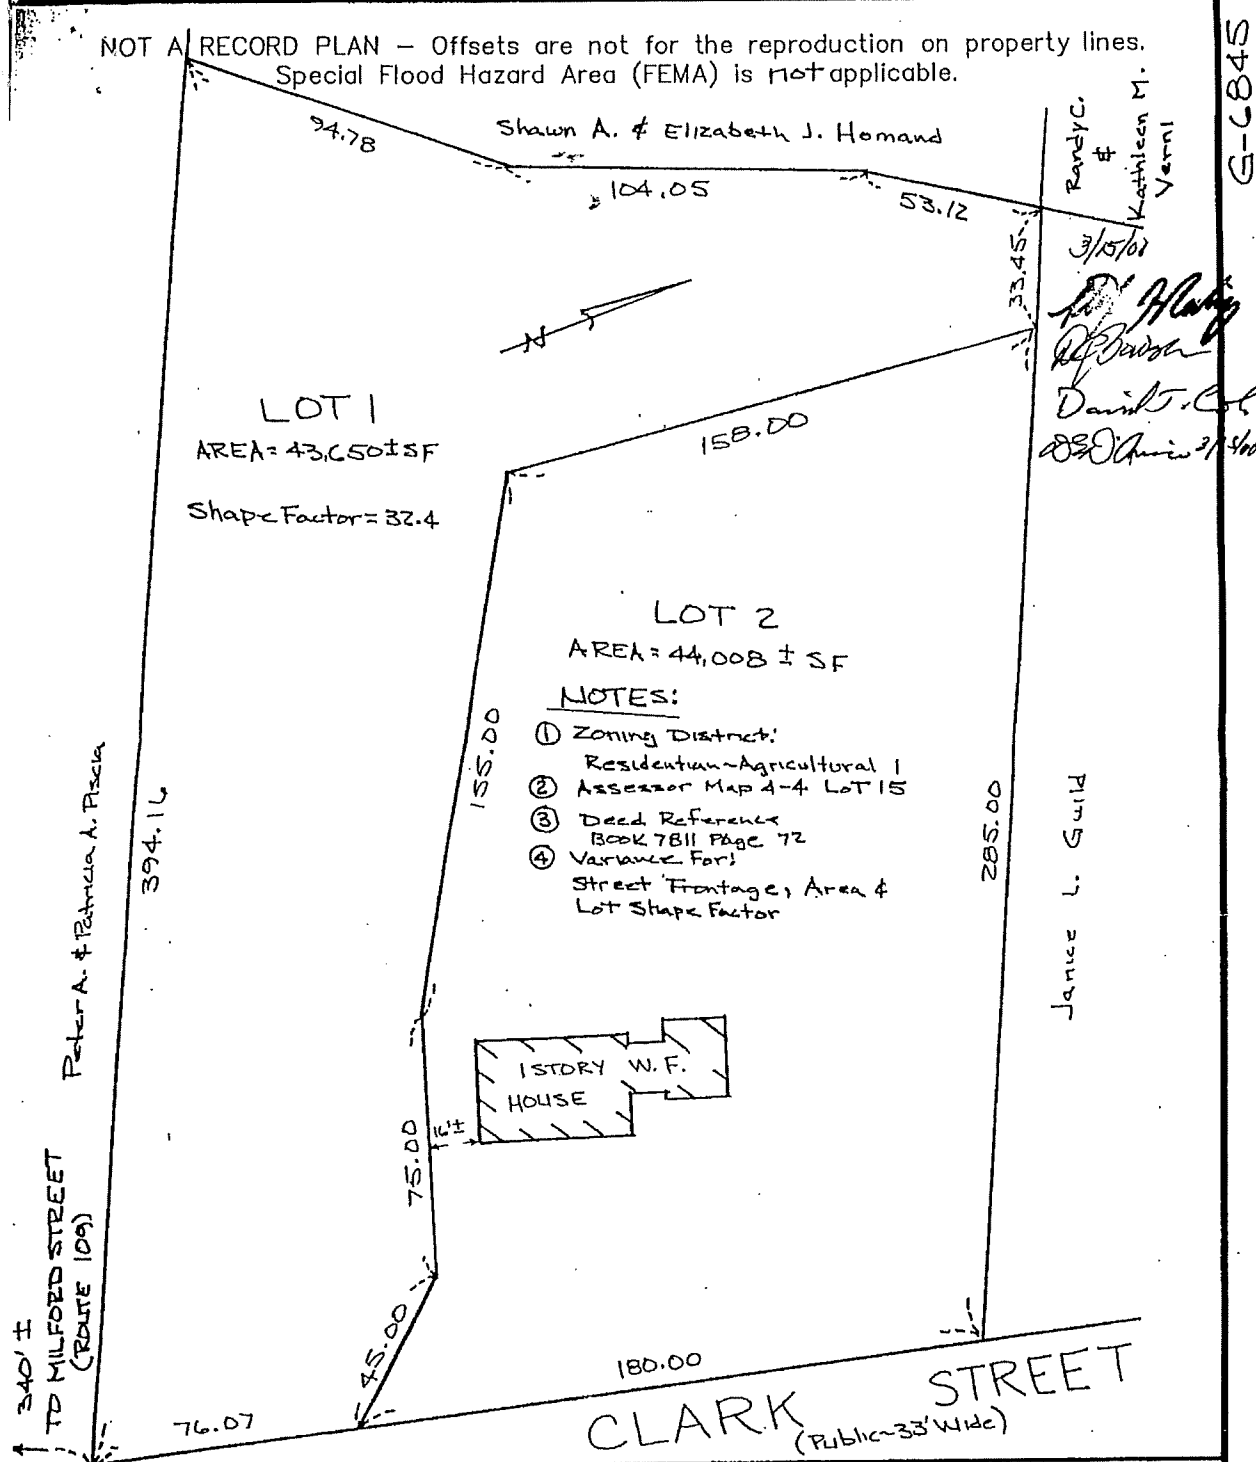 NOT A RECORD PLAN – Offsets are not for the reproduction on property lines.
Special Flood Hazard Area (FEMA) is not applicable.
G-6845
94.78
Shawn A. & Elizabeth J. Homand
104.05
53.12
Randy C.
&
Kathleen M.
Verni
33.45
3/15/00
N
158.00
David J.
LOT 1
AREA = 43,650 ± SF
Shape Factor = 32.4
LOT 2
AREA = 44,008 ± SF
NOTES:
① Zoning District:
Residential~Agricultural 1
② Assessor Map 4-4 LOT 15
③ Deed Reference
BOOK 7811 Page 72
④ Variance For:
Street Frontage, Area &
Lot Shape Factor
155.00
394.16
Peter A. & Patricia A. Piscia
285.00
Janice L. Guild
1 STORY W.F.
HOUSE
16'±
75.00
45.00
340' ±
TO MILFORD STREET
(ROUTE 109)
76.07
180.00
CLARK STREET
(Public~33' Wide)